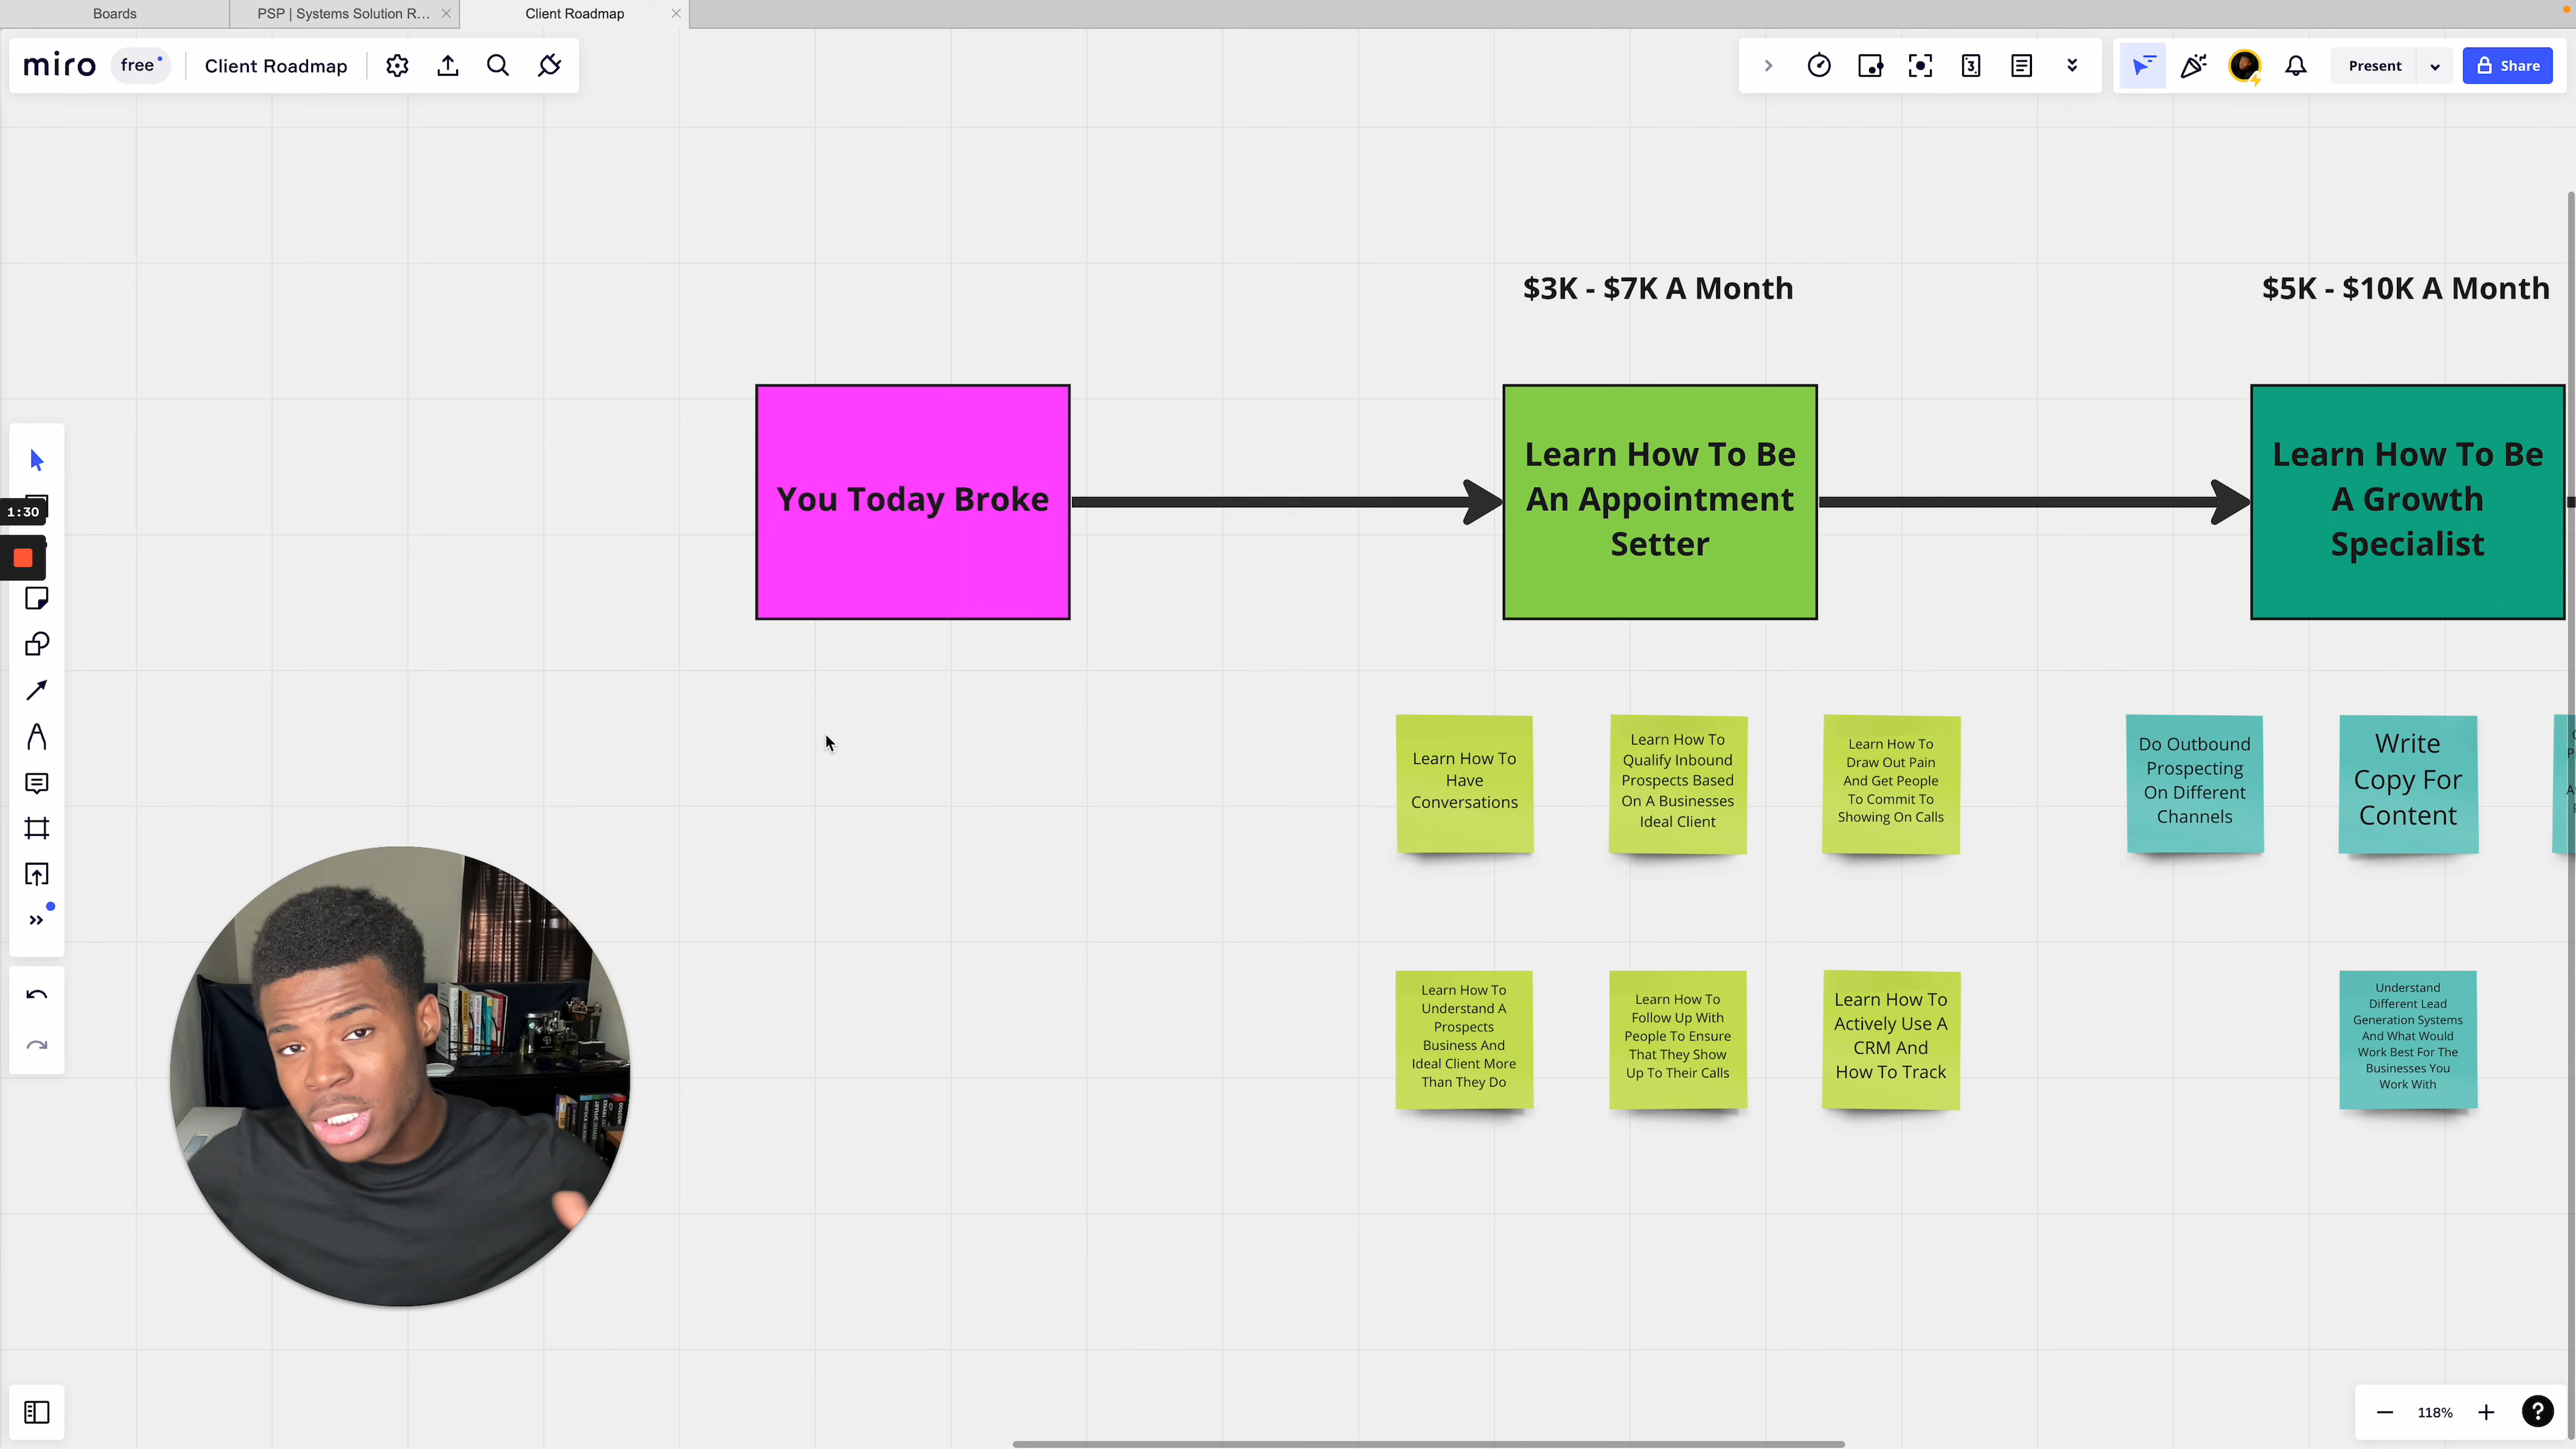 Boards
PSP | Systems Solution R...
Client Roadmap
miro
free
Client Roadmap
3
Present
Share
$3K - $7K A Month
$5K - $10K A Month
You Today Broke
Learn How To Be
An Appointment
Setter
Learn How To Be
A Growth
Specialist
1:30
Learn How To
Have
Conversations
Learn How To
Qualify Inbound
Prospects Based
On A Businesses
Ideal Client
Learn How To
Draw Out Pain
And Get People
To Commit To
Showing On Calls
Do Outbound
Prospecting
On Different
Channels
Write
Copy For
Content
Learn How To
Understand A
Prospects
Business And
Ideal Client More
Than They Do
Learn How To
Follow Up With
People To Ensure
That They Show
Up To Their Calls
Learn How To
Actively Use A
CRM And
How To Track
Understand
Different Lead
Generation Systems
And What Would
Work Best For The
Businesses You
Work With
118%